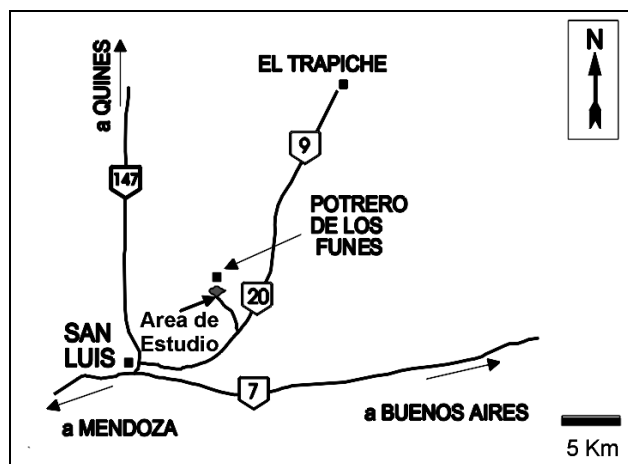 N
EL TRAPICHE
a QUINES
9
147
POTRERO
DE LOS
FUNES
20
Area de
Estudio
SAN
LUIS
7
a MENDOZA
a BUENOS AIRES
5 Km